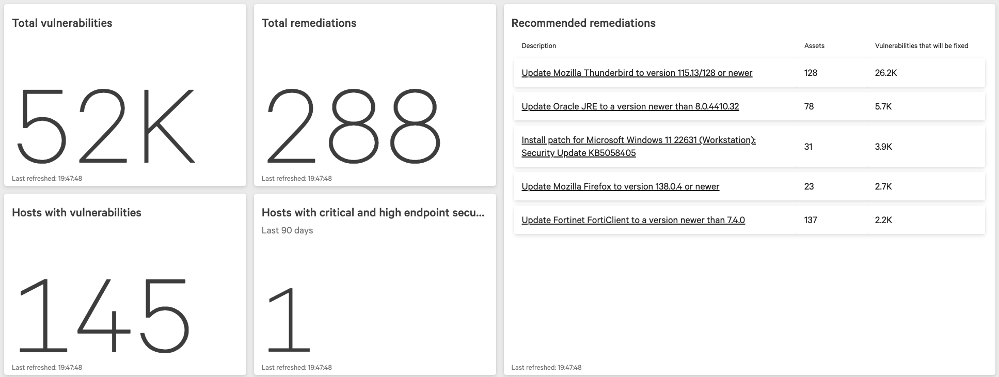 Total vulnerabilities
52K
Last refreshed: 19:47:48
Total remediations
288
Last refreshed: 19:47:48
Hosts with vulnerabilities
145
Last refreshed: 19:47:48
Hosts with critical and high endpoint secu...
Last 90 days
1
Last refreshed: 19:47:48
Recommended remediations
Description Assets Vulnerabilities that will be fixed
Update Mozilla Thunderbird to version 115.13/128 or newer 128 26.2K
Update Oracle JRE to a version newer than 8.0.4410.32 78 5.7K
Install patch for Microsoft Windows 11 22631 (Workstation):
Security Update KB5058405 31 3.9K
Update Mozilla Firefox to version 138.0.4 or newer 23 2.7K
Update Fortinet FortiClient to a version newer than 7.4.0 137 2.2K
Last refreshed: 19:47:48